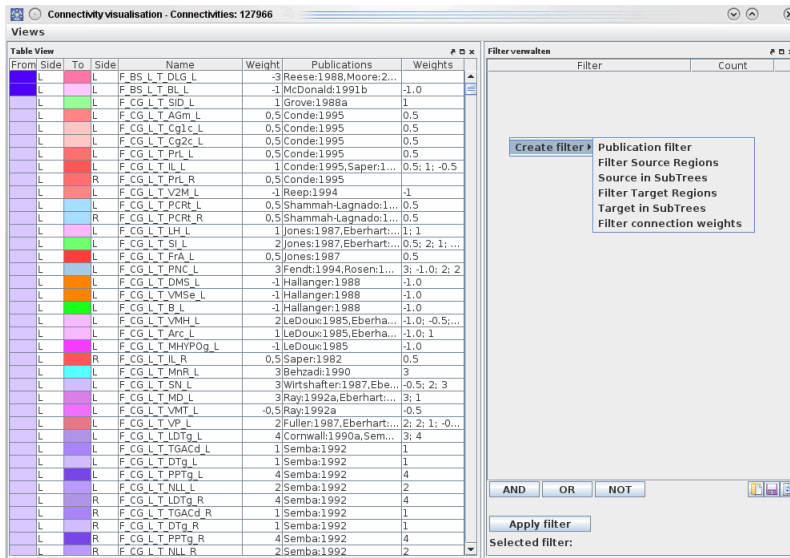 Connectivity visualisation - Connectivities: 127966
Views
Table View
From Side To Side Name Weight Publications Weights
L L F_BS_L_T_DLG_L -3 Reese:1988,Moore:2...
L L F_BS_L_T_BL_L -1 McDonald:1991b -1.0
L L F_CG_L_T_SID_L 1 Grove:1988a 1
L L F_CG_L_T_AGm_L 0,5 Conde:1995 0.5
L L F_CG_L_T_Cg1c_L 0,5 Conde:1995 0.5
L L F_CG_L_T_Cg2c_L 0,5 Conde:1995 0.5
L L F_CG_L_T_PrL_L 0,5 Conde:1995 0.5
L L F_CG_L_T_IL_L 1 Conde:1995,Saper:1... 0.5; 1; -0.5
L R F_CG_L_T_PrL_R 0,5 Conde:1995 0.5
L L F_CG_L_T_V2M_L -1 Reep:1994 -1
L L F_CG_L_T_PCRt_L 0,5 Shammah-Lagnado:1... 0.5
L R F_CG_L_T_PCRt_R 0,5 Shammah-Lagnado:1... 0.5
L L F_CG_L_T_LH_L 1 Jones:1987,Eberhart:... 1; 1
L L F_CG_L_T_SI_L 2 Jones:1987,Eberhart:... 0.5; 2; 1; ...
L L F_CG_L_T_FrA_L 0,5 Jones:1987 0.5
L L F_CG_L_T_PNC_L 3 Fendt:1994,Rosen:1... 3; -1.0; 2; 2
L L F_CG_L_T_DMS_L -1 Hallanger:1988 -1.0
L L F_CG_L_T_VMSe_L -1 Hallanger:1988 -1.0
L L F_CG_L_T_B_L -1 Hallanger:1988 -1.0
L L F_CG_L_T_VMH_L 2 LeDoux:1985,Eberha... -1.0; -0.5;...
L L F_CG_L_T_Arc_L 1 LeDoux:1985,Eberha... -1.0; 1
L L F_CG_L_T_MHYPOg_L -1 LeDoux:1985 -1.0
L R F_CG_L_T_IL_R 0,5 Saper:1982 0.5
L L F_CG_L_T_MnR_L 3 Behzadi:1990 3
L L F_CG_L_T_SN_L 3 Wirtshafter:1987,Ebe... -0.5; 2; 3
L L F_CG_L_T_MD_L 3 Ray:1992a,Eberhart:... 3; 1
L L F_CG_L_T_VMT_L -0,5 Ray:1992a -0.5
L L F_CG_L_T_VP_L 2 Fuller:1987,Eberhart:... 2; 2; 1; -0...
L L F_CG_L_T_LDTg_L 4 Cornwall:1990a,Sem... 3; 4
L L F_CG_L_T_TGACd_L 1 Semba:1992 1
L L F_CG_L_T_DTg_L 1 Semba:1992 1
L L F_CG_L_T_PPTg_L 4 Semba:1992 4
L L F_CG_L_T_NLL_L 2 Semba:1992 2
L R F_CG_L_T_LDTg_R 4 Semba:1992 4
L R F_CG_L_T_TGACd_R 1 Semba:1992 1
L R F_CG_L_T_DTg_R 1 Semba:1992 1
L R F_CG_L_T_PPTg_R 4 Semba:1992 4
L R F_CG_L_T_NLL_R 2 Semba:1992 2
Filter verwalten
Filter Count
Create filter
Publication filter
Filter Source Regions
Source in SubTrees
Filter Target Regions
Target in SubTrees
Filter connection weights
AND OR NOT
Apply filter
Selected filter: